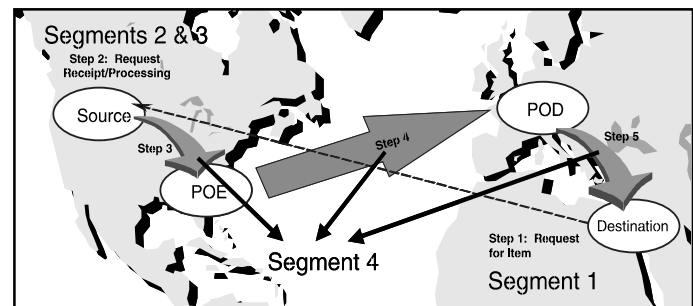 Segments 2 & 3
Step 2: Request
Receipt/Processing
Source
Step 3
POE
Step 4
POD
Step 5
Destination
Step 1: Request
for Item
Segment 4
Segment 1